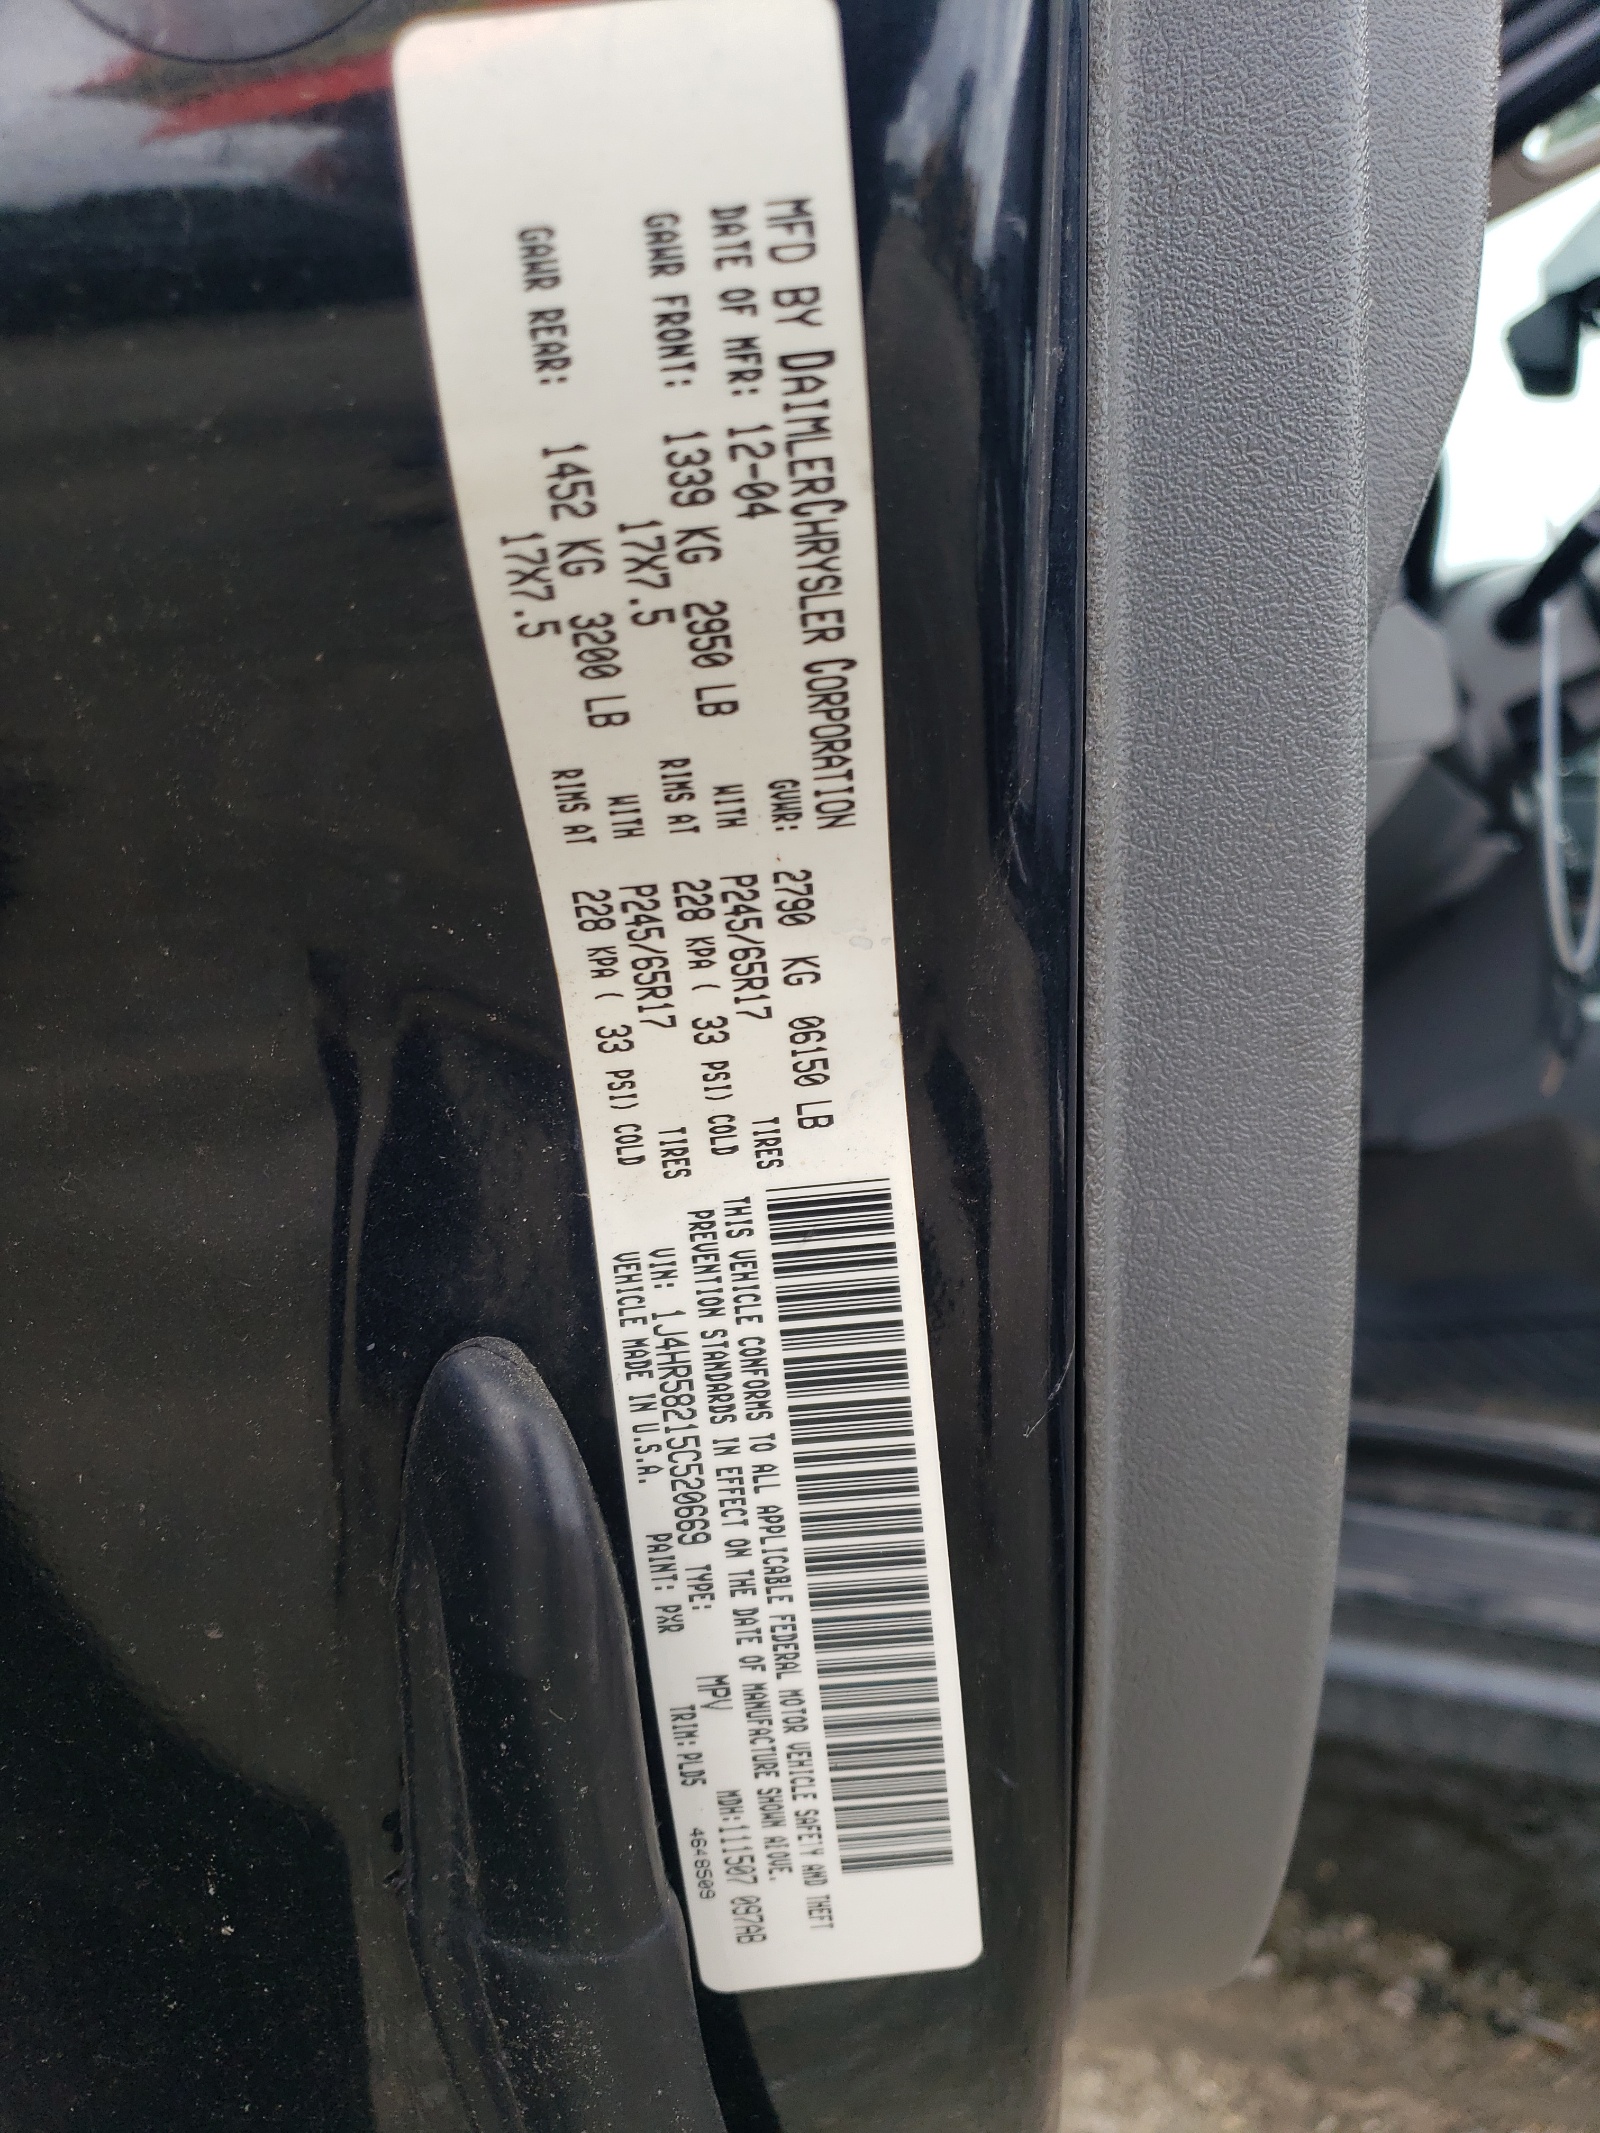 MFD BY DAIMLERCHRYSLER CORPORATION
DATE OF MFR: 12-04 GVWR: 2790 KG 06150 LB
GAWR FRONT: 1339 KG 2950 LB WITH P245/65R17 TIRES
17X7.5 RIMS AT 228 KPA ( 33 PSI) COLD
GAWR REAR: 1452 KG 3200 LB WITH P245/65R17 TIRES
17X7.5 RIMS AT 228 KPA ( 33 PSI) COLD
THIS VEHICLE CONFORMS TO ALL APPLICABLE FEDERAL MOTOR VEHICLE SAFETY AND THEFT
PREVENTION STANDARDS IN EFFECT ON THE DATE OF MANUFACTURE SHOWN ABOVE.
VIN: 1J4HR58215C520669 TYPE: MPV MDH:111507 097AB
VEHICLE MADE IN U.S.A. PAINT: PXR TRIM: PLDS 4648509